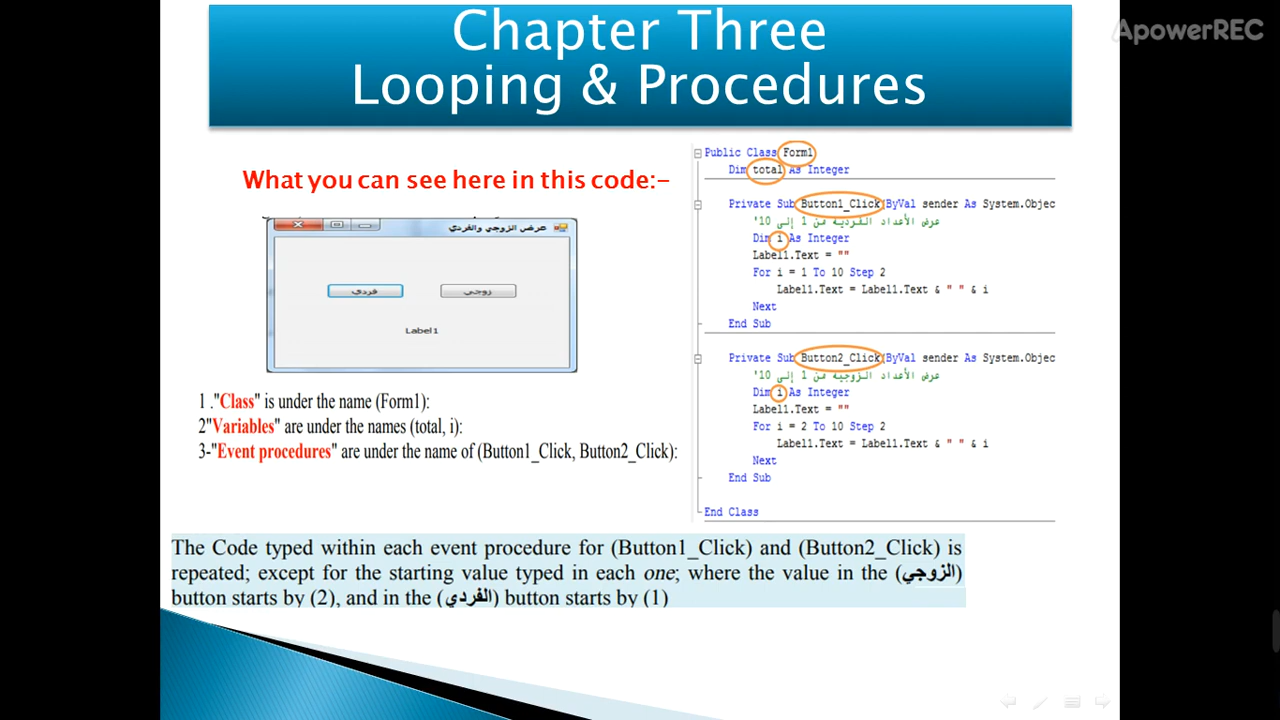 Chapter Three
Looping & Procedures
ApowerREC
What you can see here in this code:-
عرض الزوجي والفردي
فردي
زوجي
Label1
1 ."Class" is under the name (Form1):
2"Variables" are under the names (total, i):
3-"Event procedures" are under the name of (Button1_Click, Button2_Click):
Public Class Form1
Dim total As Integer
Private Sub Button1_Click(ByVal sender As System.Objec
'عرض الأعداد الفردية من 1 إلى 10
Dim i As Integer
Label1.Text = ""
For i = 1 To 10 Step 2
Label1.Text = Label1.Text & " " & i
Next
End Sub
Private Sub Button2_Click(ByVal sender As System.Objec
'عرض الأعداد الزوجية من 1 إلى 10
Dim i As Integer
Label1.Text = ""
For i = 2 To 10 Step 2
Label1.Text = Label1.Text & " " & i
Next
End Sub
End Class
The Code typed within each event procedure for (Button1_Click) and (Button2_Click) is
repeated; except for the starting value typed in each one; where the value in the (الزوجي)
button starts by (2), and in the (الفردي) button starts by (1)